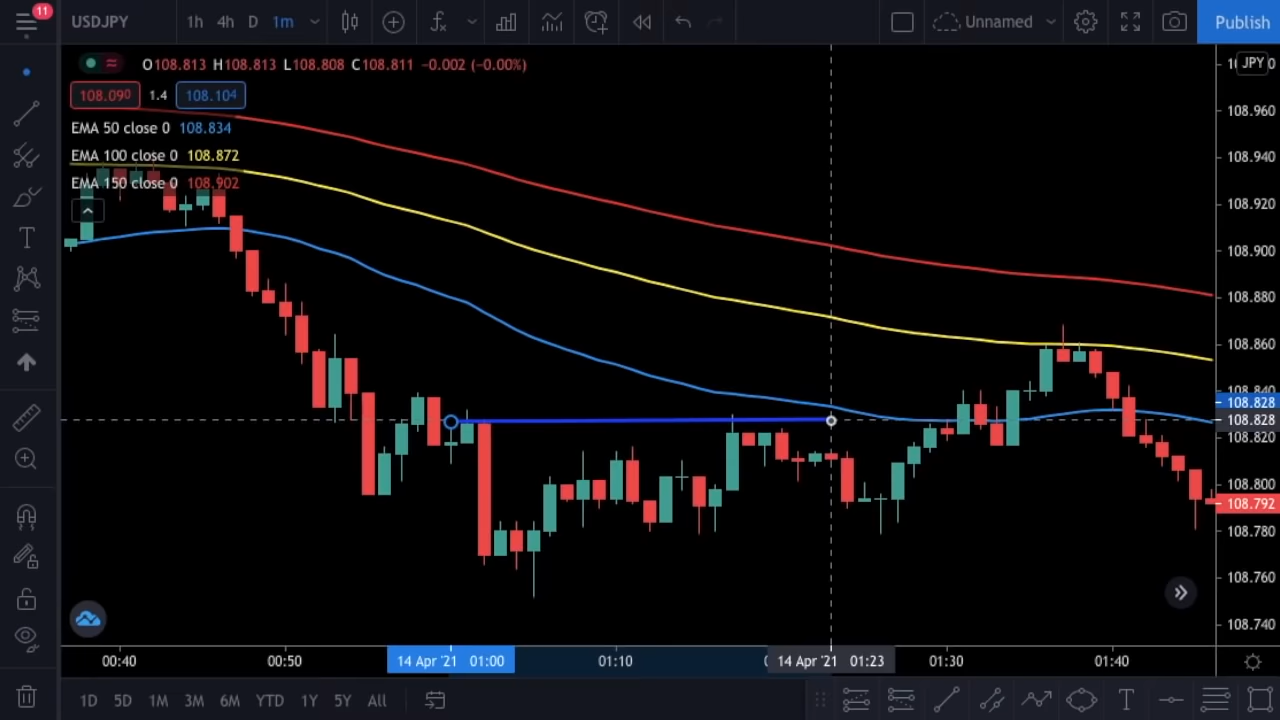 11
USDJPY 1h 4h D 1m Unnamed Publish
O108.813 H108.813 L108.808 C108.811 −0.002 (−0.00%)
JPY
108.090 1.4 108.104
EMA 50 close 0 108.834
EMA 100 close 0 108.872
EMA 150 close 0 108.902
108.960
108.940
108.920
108.900
108.880
108.860
108.840
108.828
108.828
108.820
108.800
108.792
108.780
108.760
108.740
00:40 00:50 14 Apr '21 01:00 01:10 14 Apr '21 01:23 01:30 01:40
1D 5D 1M 3M 6M YTD 1Y 5Y All